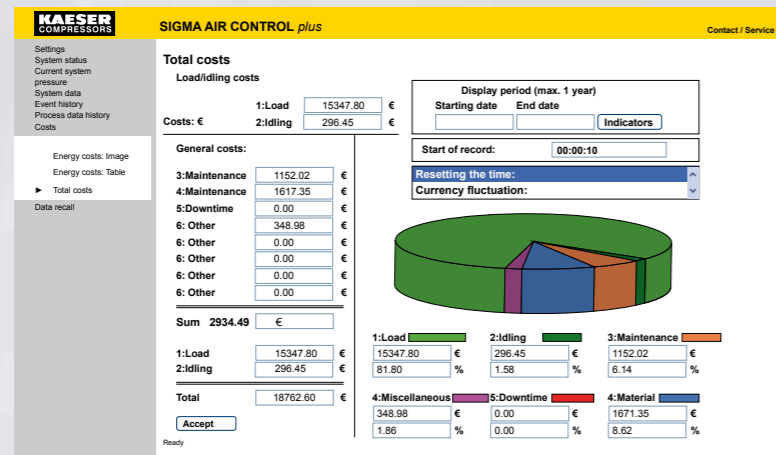 KAESER
COMPRESSORS
SIGMA AIR CONTROL plus
Contact / Service
Settings
System status
Current system
pressure
System data
Event history
Process data history
Costs
Energy costs: Image
Energy costs: Table
► Total costs
Data recall
Total costs
Load/idling costs
1:Load 15347.80 €
Costs: € 2:Idling 296.45 €
General costs:
3:Maintenance 1152.02 €
4:Maintenance 1617.35 €
5:Downtime 0.00 €
6: Other 348.98 €
6: Other 0.00 €
6: Other 0.00 €
6: Other 0.00 €
6: Other 0.00 €
Sum 2934.49 €
1:Load 15347.80 €
2:Idling 296.45 €
Total 18762.60 €
Accept
Ready
Display period (max. 1 year)
Starting date End date
Indicators
Start of record: 00:00:10
Resetting the time:
Currency fluctuation:
1:Load 2:Idling 3:Maintenance
15347.80 € 296.45 € 1152.02 €
81.80 % 1.58 % 6.14 %
4:Miscellaneous 5:Downtime 4:Material
348.98 € 0.00 € 1671.35 €
1.86 % 0.00 % 8.62 %